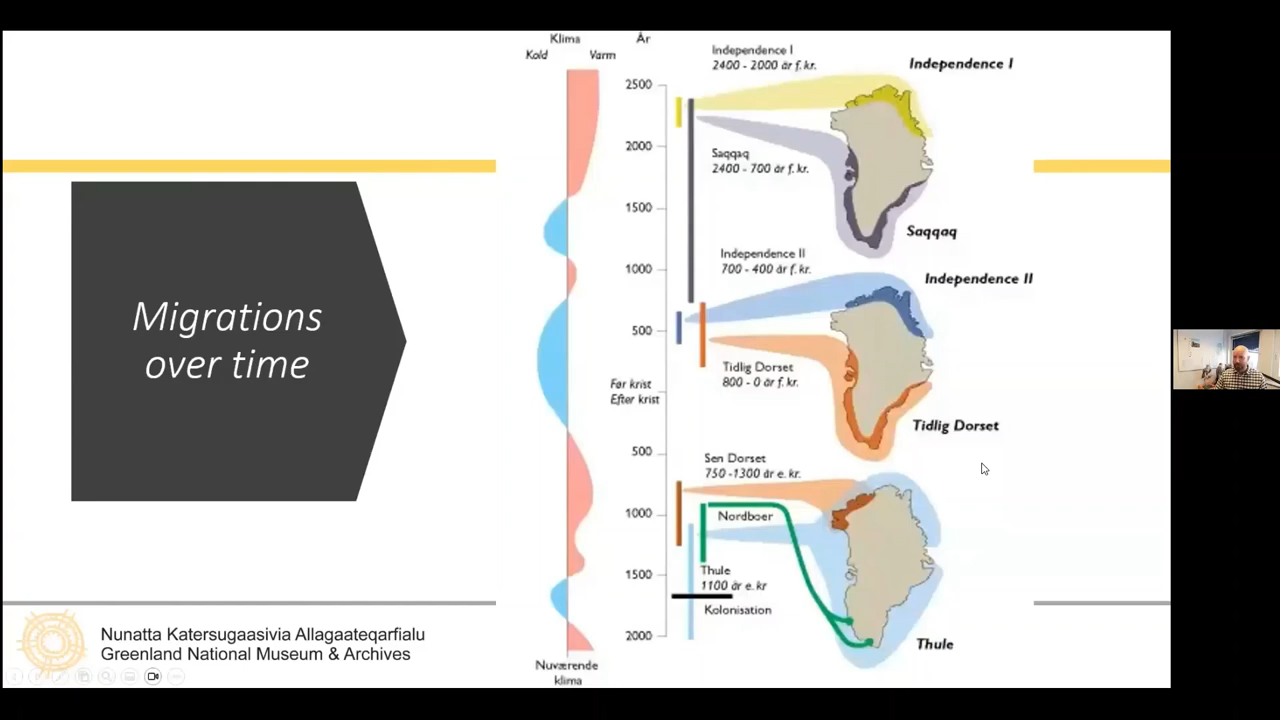 Migrations
over time
Nunatta Katersugaasivia Allagaateqarfialu
Greenland National Museum & Archives
Klima
Kold
Varm
År
2500
2000
1500
1000
500
Før krist
Efter krist
500
1000
1500
2000
Nuværende
klima
Independence I
2400 - 2000 år f. kr.
Independence I
Saqqaq
2400 - 700 år f. kr.
Saqqaq
Independence II
700 - 400 år f. kr.
Independence II
Tidlig Dorset
800 - 0 år f. kr.
Tidlig Dorset
Sen Dorset
750 -1300 år e. kr.
Nordboer
Thule
1100 år e. kr
Kolonisation
Thule